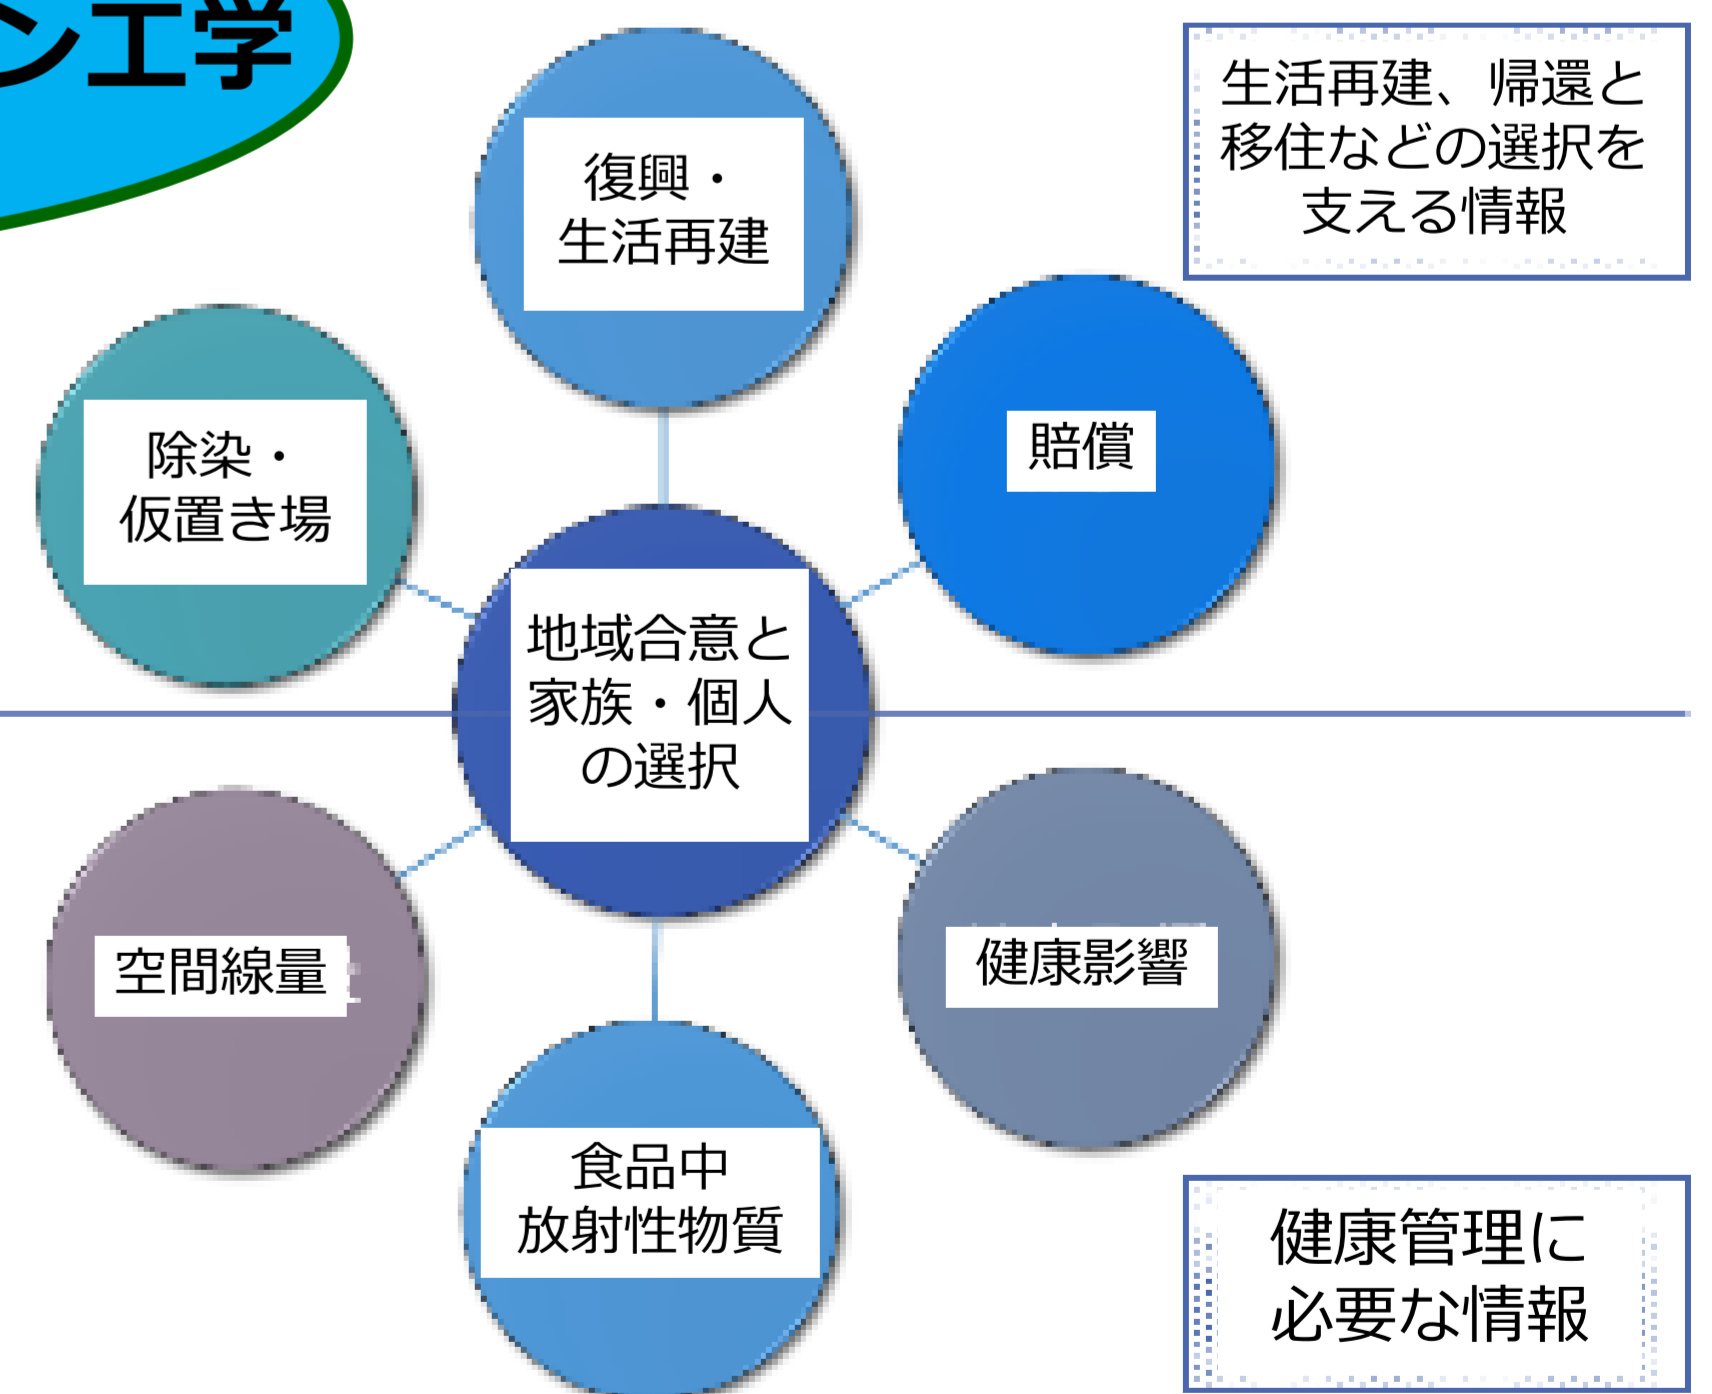 ン工学
生活再建、帰還と
移住などの選択を
支える情報
復興・
生活再建
賠償
除染・
仮置き場
地域合意と
家族・個人
の選択
空間線量
健康影響
食品中
放射性物質
健康管理に
必要な情報